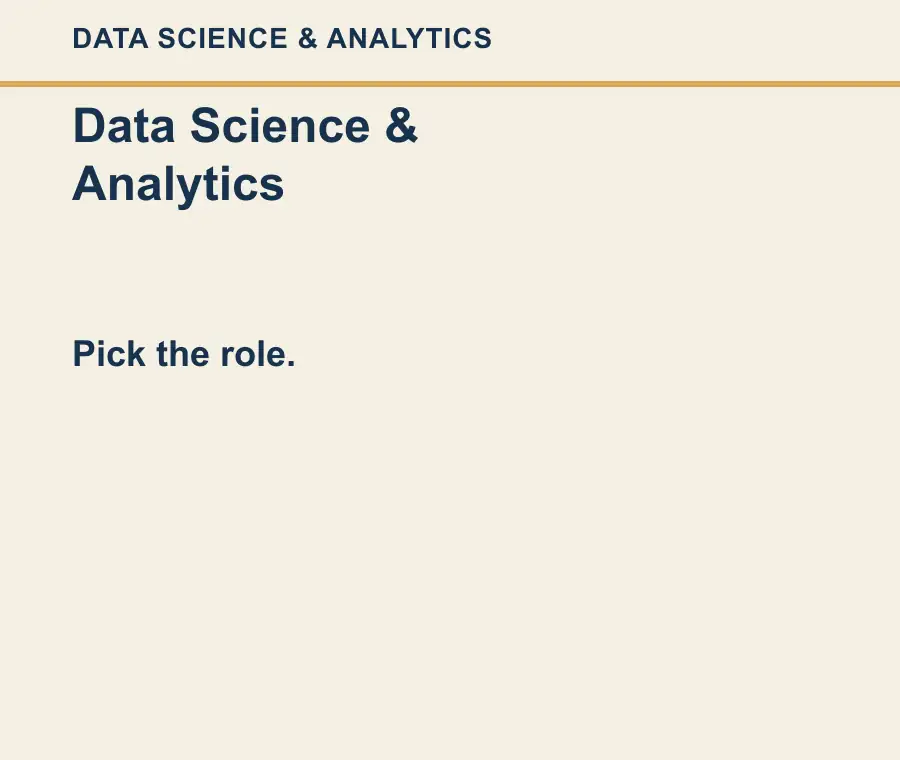 DATA SCIENCE & ANALYTICS
Data Science &
Analytics
Pick the role.